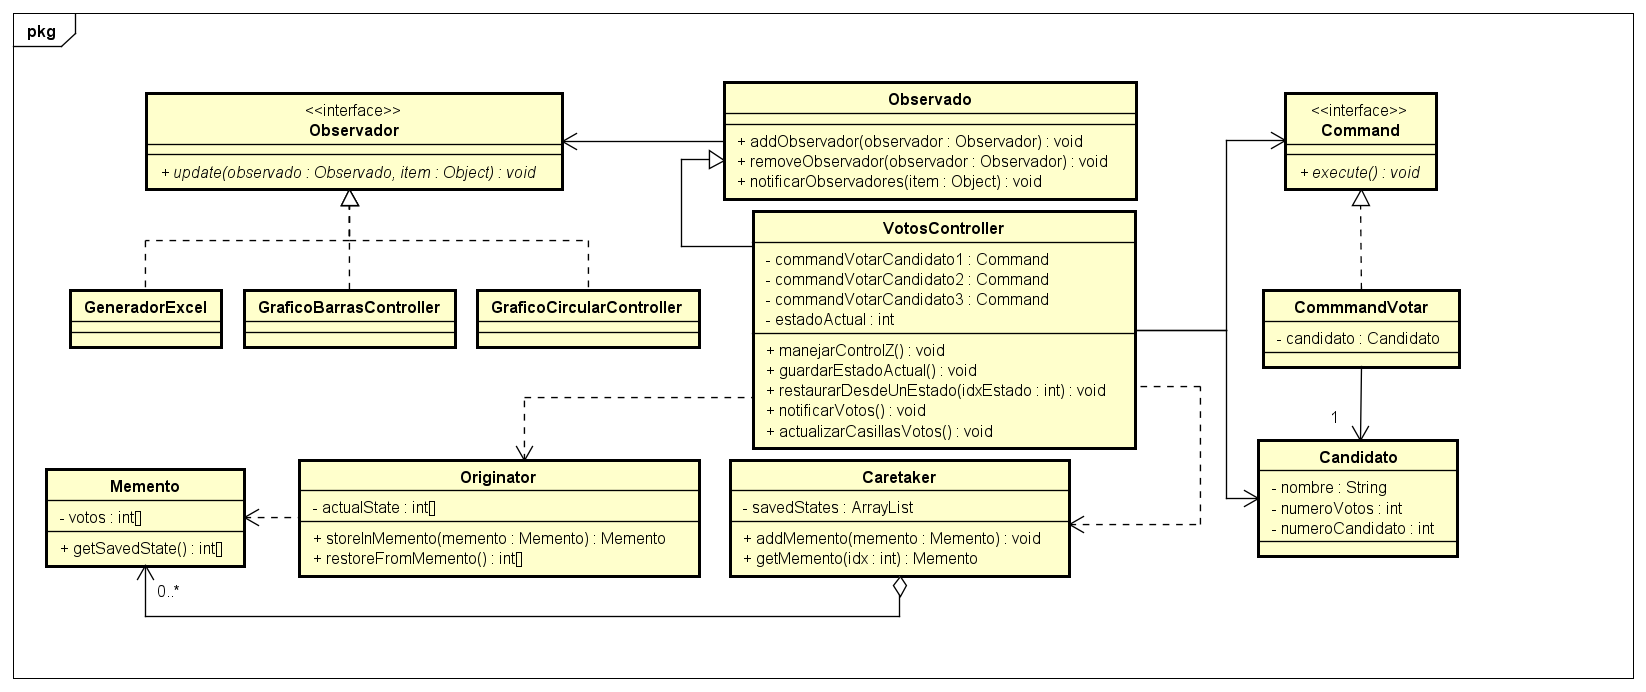 pkg
<<interface>>
Observador
+ update(observado : Observado, item : Object) : void
Observado
+ addObservador(observador : Observador) : void
+ removeObservador(observador : Observador) : void
+ notificarObservadores(item : Object) : void
<<interface>>
Command
+ execute() : void
VotosController
- commandVotarCandidato1 : Command
- commandVotarCandidato2 : Command
- commandVotarCandidato3 : Command
- estadoActual : int
+ manejarControlZ() : void
+ guardarEstadoActual() : void
+ restaurarDesdeUnEstado(idxEstado : int) : void
+ notificarVotos() : void
+ actualizarCasillasVotos() : void
GeneradorExcel
GraficoBarrasController
GraficoCircularController
CommmandVotar
- candidato : Candidato
1
Candidato
- nombre : String
- numeroVotos : int
- numeroCandidato : int
Memento
- votos : int[]
+ getSavedState() : int[]
0..*
Originator
- actualState : int[]
+ storeInMemento(memento : Memento) : Memento
+ restoreFromMemento() : int[]
Caretaker
- savedStates : ArrayList
+ addMemento(memento : Memento) : void
+ getMemento(idx : int) : Memento